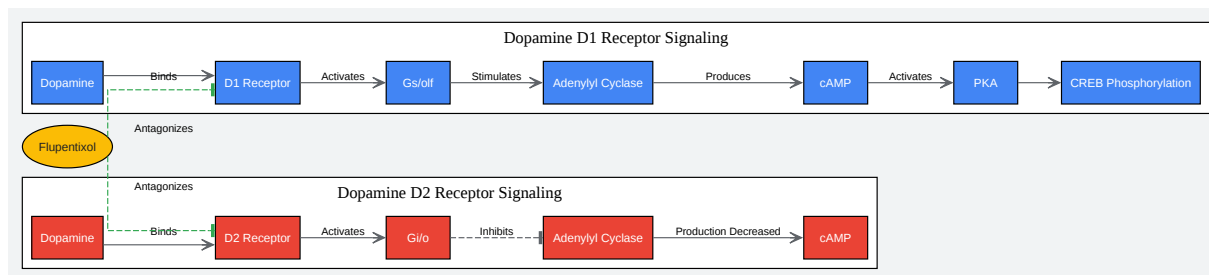 Dopamine D1 Receptor Signaling
Dopamine
Binds
D1 Receptor
Activates
Gs/olf
Stimulates
Adenylyl Cyclase
Produces
cAMP
Activates
PKA
CREB Phosphorylation
Antagonizes
Flupentixol
Antagonizes
Dopamine D2 Receptor Signaling
Dopamine
Binds
D2 Receptor
Activates
Gi/o
Inhibits
Adenylyl Cyclase
Production Decreased
cAMP